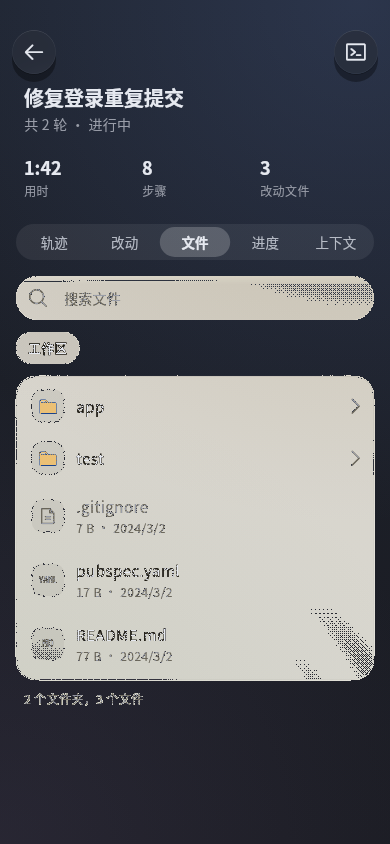 修复登录重复提交
共 2 轮 · 进行中
1:42 8 3
用时 步骤 改动文件
轨迹 改动 文件 进度 上下文
搜索文件
工作区
app
test
.gitignore
7 B · 2024/3/2
YAML
pubspec.yaml
17 B · 2024/3/2
README.md
77 B · 2024/3/2
2 个文件夹, 3 个文件